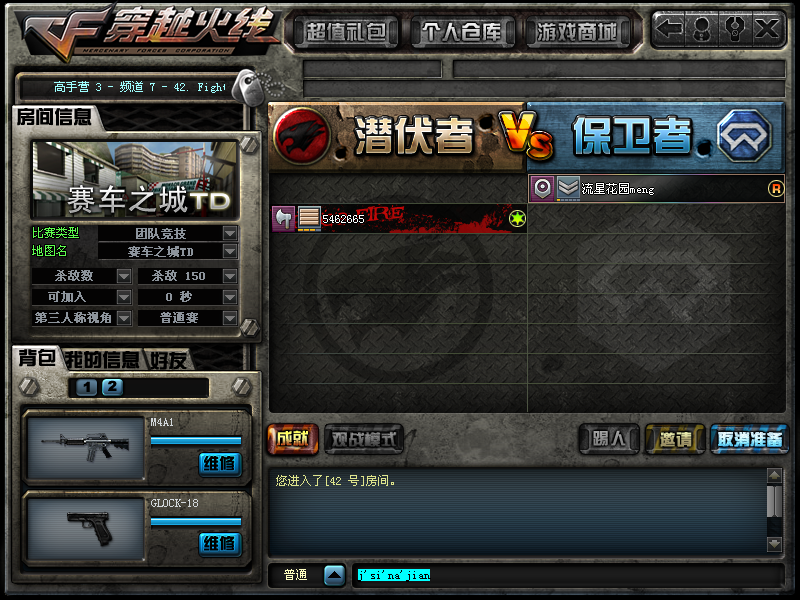 CF 穿越火线
MERCENARY FORCES CORPORATION
超值礼包 个人仓库 游戏商城
高手营 3 - 频道 7 - 42. Fight
房间信息
赛车之城TD
比赛类型 团队竞技
地图名 赛车之城TD
杀敌数 杀敌 150
可加入 0 秒
第三人称视角 普通赛
潜伏者 VS 保卫者
流星花园meng R
5462665
背包 我的信息 好友
1 2
M4A1
维修
GLOCK-18
维修
成就 观战模式 踢人 邀请 取消准备
您进入了[42 号]房间。
普通 j'si'na'jian